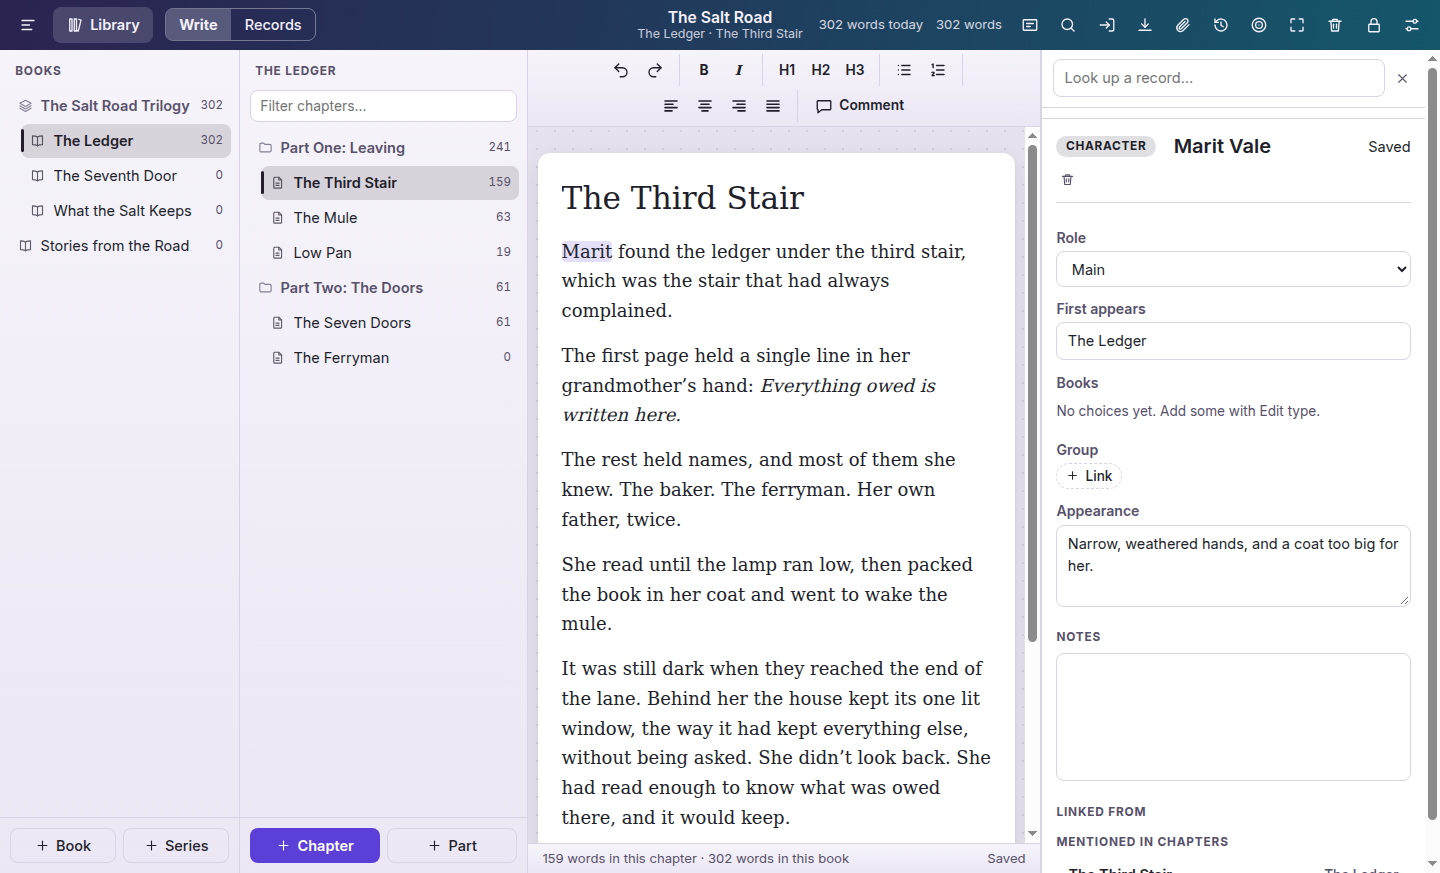 Library
Write
Records
The Salt Road
The Ledger · The Third Stair
302 words today
302 words
BOOKS
The Salt Road Trilogy 302
The Ledger 302
The Seventh Door 0
What the Salt Keeps 0
Stories from the Road 0
Book
Series
THE LEDGER
Filter chapters...
Part One: Leaving 241
The Third Stair 159
The Mule 63
Low Pan 19
Part Two: The Doors 61
The Seven Doors 61
The Ferryman 0
Chapter
Part
B I H1 H2 H3
Comment
The Third Stair
Marit found the ledger under the third stair,
which was the stair that had always
complained.
The first page held a single line in her
grandmother’s hand: Everything owed is
written here.
The rest held names, and most of them she
knew. The baker. The ferryman. Her own
father, twice.
She read until the lamp ran low, then packed
the book in her coat and went to wake the
mule.
It was still dark when they reached the end of
the lane. Behind her the house kept its one lit
window, the way it had kept everything else,
without being asked. She didn’t look back. She
had read enough to know what was owed
there, and it would keep.
159 words in this chapter · 302 words in this book
Saved
Look up a record...
CHARACTER
Marit Vale
Saved
Role
Main
First appears
The Ledger
Books
No choices yet. Add some with Edit type.
Group
Link
Appearance
Narrow, weathered hands, and a coat too big for
her.
NOTES
LINKED FROM
MENTIONED IN CHAPTERS
The Third Stair The Ledger